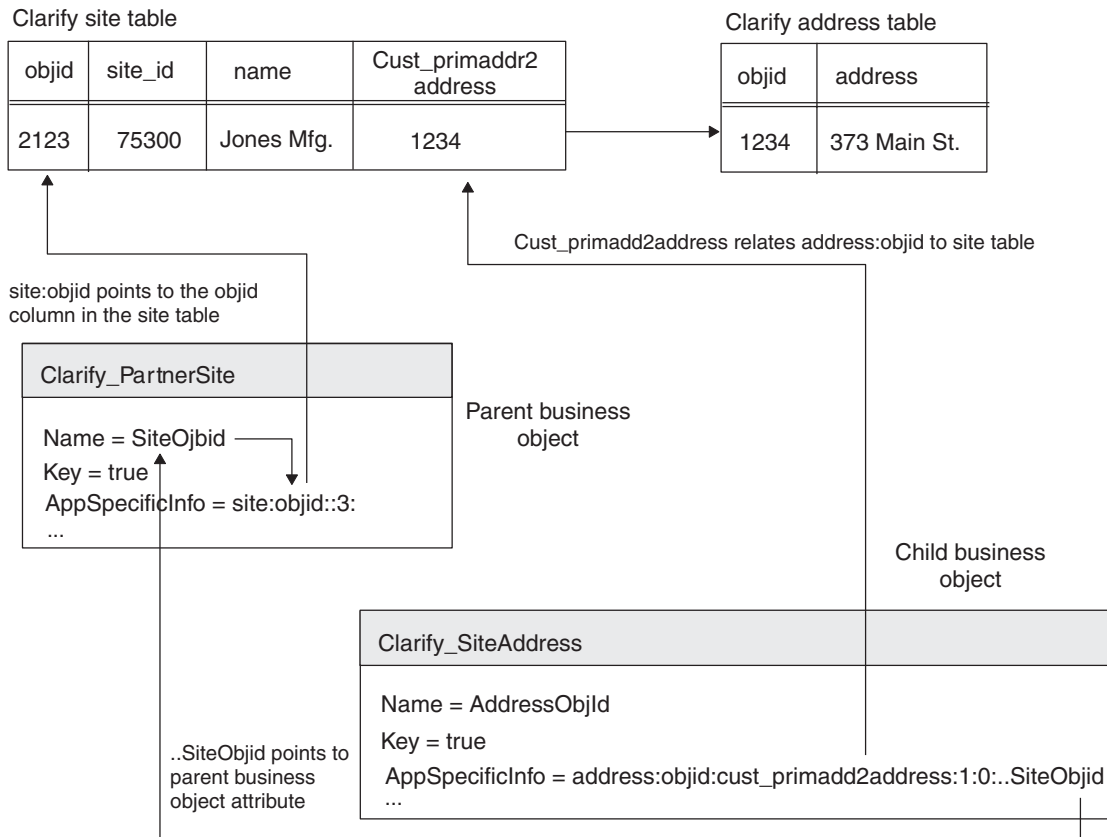 Clarify site table
objid site_id name Cust_primaddr2
address
2123 75300 Jones Mfg. 1234
Clarify address table
objid address
1234 373 Main St.
Cust_primadd2address relates address:objid to site table
site:objid points to the objid
column in the site table
Clarify_PartnerSite
Name = SiteOjbid
Key = true
AppSpecificInfo = site:objid::3:
...
Parent business
object
Child business
object
Clarify_SiteAddress
Name = AddressObjId
Key = true
AppSpecificInfo = address:objid:cust_primadd2address:1:0:..SiteObjid
...
..SiteObjid points to
parent business
object attribute